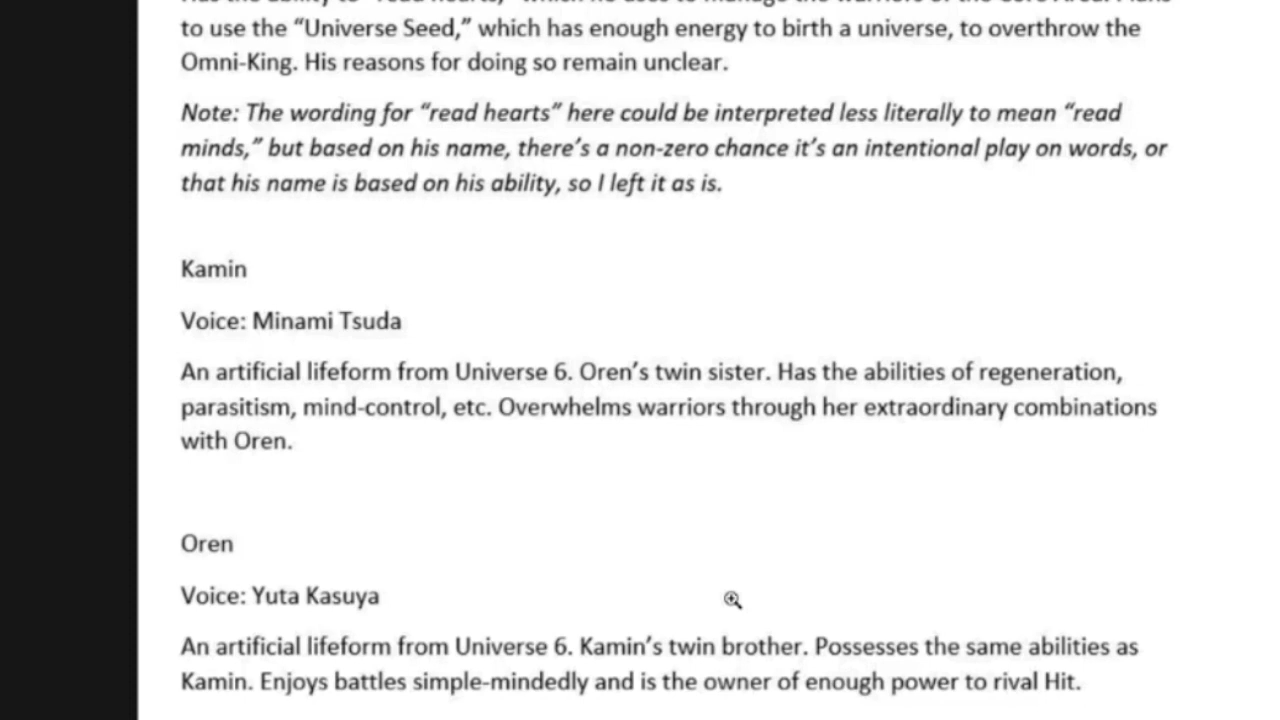 to use the “Universe Seed,” which has enough energy to birth a universe, to overthrow the
Omni-King. His reasons for doing so remain unclear.
Note: The wording for “read hearts” here could be interpreted less literally to mean “read
minds,” but based on his name, there’s a non-zero chance it’s an intentional play on words, or
that his name is based on his ability, so I left it as is.
Kamin
Voice: Minami Tsuda
An artificial lifeform from Universe 6. Oren’s twin sister. Has the abilities of regeneration,
parasitism, mind-control, etc. Overwhelms warriors through her extraordinary combinations
with Oren.
Oren
Voice: Yuta Kasuya
An artificial lifeform from Universe 6. Kamin’s twin brother. Possesses the same abilities as
Kamin. Enjoys battles simple-mindedly and is the owner of enough power to rival Hit.